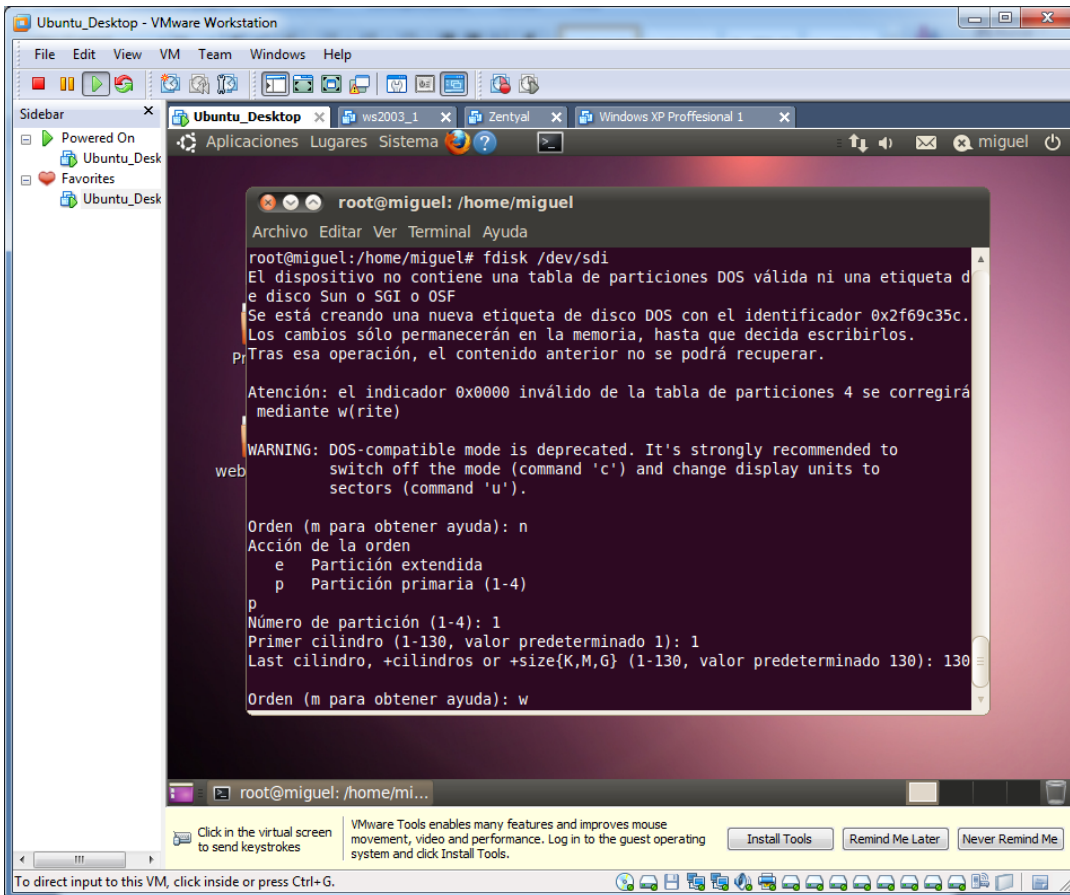 Ubuntu_Desktop - VMware Workstation
File Edit View VM Team Windows Help
Sidebar
Powered On
Ubuntu_Desk
Favorites
Ubuntu_Desk
Ubuntu_Desktop ws2003_1 Zentyal Windows XP Proffesional 1
Aplicaciones Lugares Sistema miguel
root@miguel: /home/miguel
Archivo Editar Ver Terminal Ayuda
root@miguel:/home/miguel# fdisk /dev/sdi
El dispositivo no contiene una tabla de particiones DOS válida ni una etiqueta d
e disco Sun o SGI o OSF
Se está creando una nueva etiqueta de disco DOS con el identificador 0x2f69c35c.
Los cambios sólo permanecerán en la memoria, hasta que decida escribirlos.
Tras esa operación, el contenido anterior no se podrá recuperar.
Pr
Atención: el indicador 0x0000 inválido de la tabla de particiones 4 se corregirá
mediante w(rite)
WARNING: DOS-compatible mode is deprecated. It's strongly recommended to
switch off the mode (command 'c') and change display units to
sectors (command 'u').
web
Orden (m para obtener ayuda): n
Acción de la orden
e Partición extendida
p Partición primaria (1-4)
p
Número de partición (1-4): 1
Primer cilindro (1-130, valor predeterminado 1): 1
Last cilindro, +cilindros or +size{K,M,G} (1-130, valor predeterminado 130): 130
Orden (m para obtener ayuda): w
root@miguel: /home/mi...
Click in the virtual screen
to send keystrokes
VMware Tools enables many features and improves mouse
movement, video and performance. Log in to the guest operating
system and click Install Tools.
Install Tools Remind Me Later Never Remind Me
To direct input to this VM, click inside or press Ctrl+G.